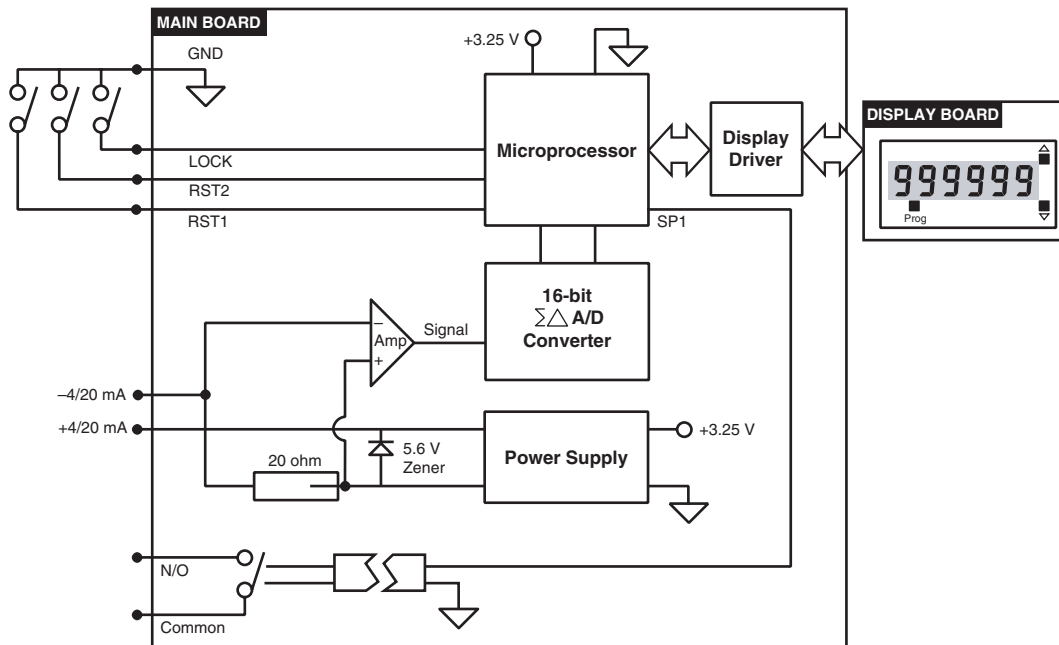 MAIN BOARD
GND
+3.25 V
LOCK
RST2
RST1
Microprocessor
SP1
Display
Driver
DISPLAY BOARD
999999
Prog
16-bit
ΣΔ A/D
Converter
–
Amp
+
Signal
–4/20 mA
+4/20 mA
20 ohm
5.6 V
Zener
Power Supply
+3.25 V
N/O
Common